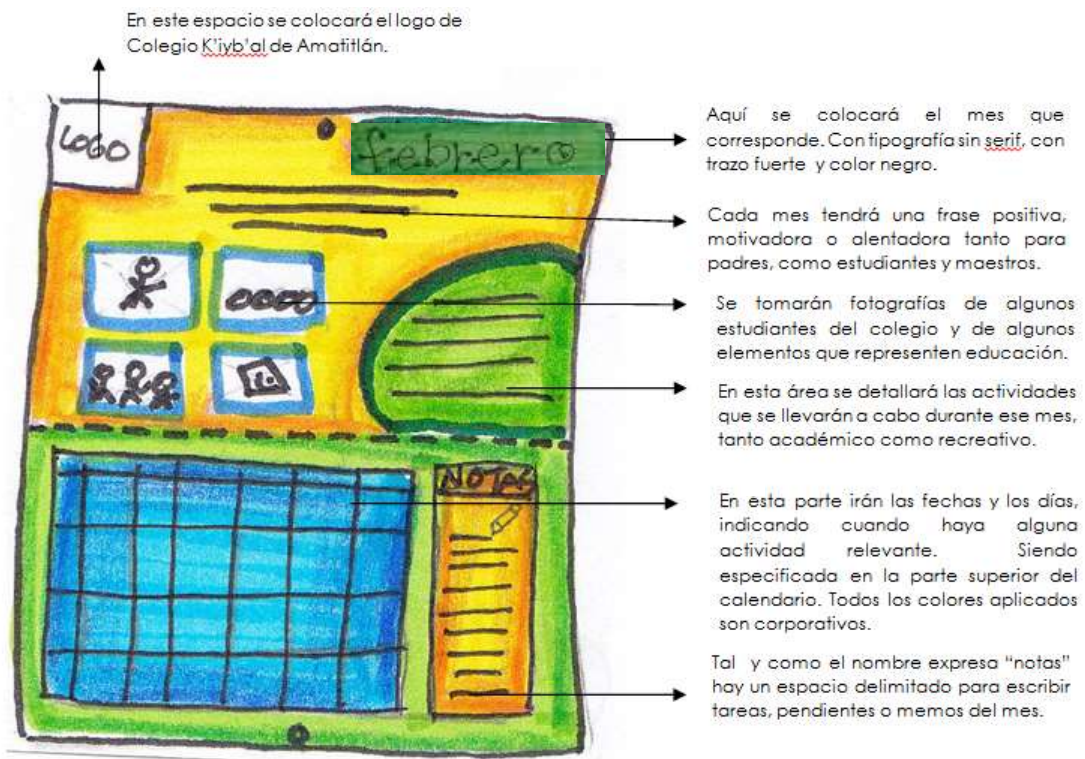 En este espacio se colocará el logo de
Colegio K'iyb'al de Amatitlán.
LOGO
febrero
Aquí se colocará el mes que
corresponde. Con tipografía sin serif, con
trazo fuerte y color negro.
Cada mes tendrá una frase positiva,
motivadora o alentadora tanto para
padres, como estudiantes y maestros.
Se tomarán fotografías de algunos
estudiantes del colegio y de algunos
elementos que representen educación.
En esta área se detallará las actividades
que se llevarán a cabo durante ese mes,
tanto académico como recreativo.
NOTAS
En esta parte irán las fechas y los días,
indicando cuando haya alguna
actividad relevante. Siendo
especificada en la parte superior del
calendario. Todos los colores aplicados
son corporativos.
Tal y como el nombre expresa “notas”
hay un espacio delimitado para escribir
tareas, pendientes o memos del mes.